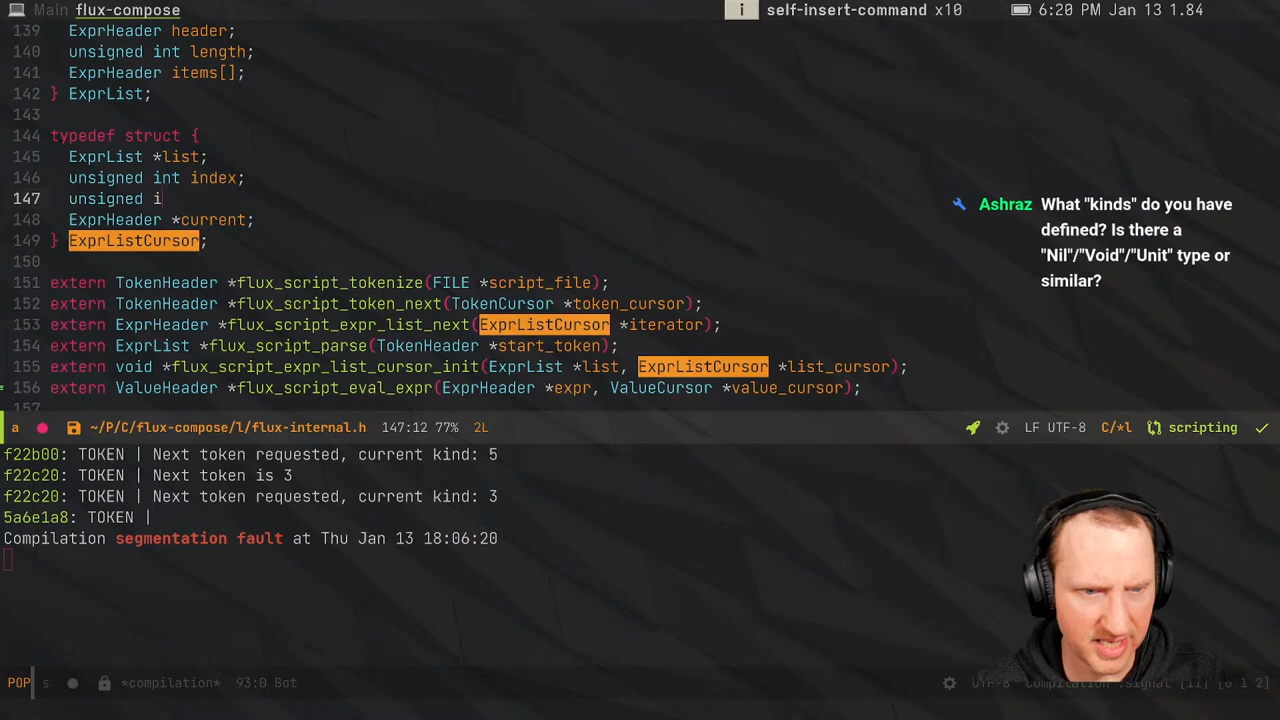 Main flux-compose i self-insert-command x10 6:20 PM Jan 13 1.84
139 ExprHeader header;
140 unsigned int length;
141 ExprHeader items[];
142 } ExprList;
143
144 typedef struct {
145 ExprList *list;
146 unsigned int index;
147 unsigned i
148 ExprHeader *current;
149 } ExprListCursor;
150
151 extern TokenHeader *flux_script_tokenize(FILE *script_file);
152 extern TokenHeader *flux_script_token_next(TokenCursor *token_cursor);
153 extern ExprHeader *flux_script_expr_list_next(ExprListCursor *iterator);
154 extern ExprList *flux_script_parse(TokenHeader *start_token);
155 extern void *flux_script_expr_list_cursor_init(ExprList *list, ExprListCursor *list_cursor);
156 extern ValueHeader *flux_script_eval_expr(ExprHeader *expr, ValueCursor *value_cursor);
157
Ashraz What "kinds" do you have
defined? Is there a
"Nil"/"Void"/"Unit" type or
similar?
a ~/P/C/flux-compose/l/flux-internal.h 147:12 77% 2L LF UTF-8 C/*l scripting
f22b00: TOKEN | Next token requested, current kind: 5
f22c20: TOKEN | Next token is 3
f22c20: TOKEN | Next token requested, current kind: 3
5a6e1a8: TOKEN |
Compilation segmentation fault at Thu Jan 13 18:06:20
POP s *compilation* 93:0 Bot UTF-8